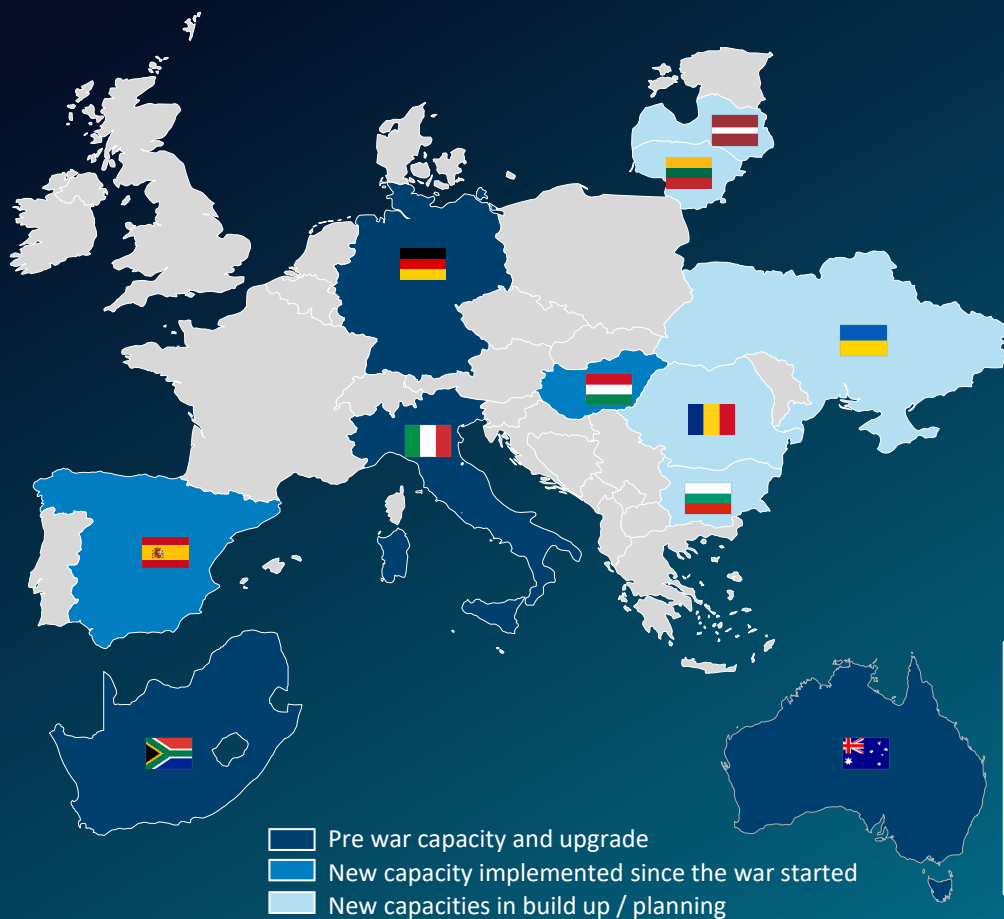 Pre war capacity and upgrade
New capacity implemented since the war started
New capacities in build up / planning